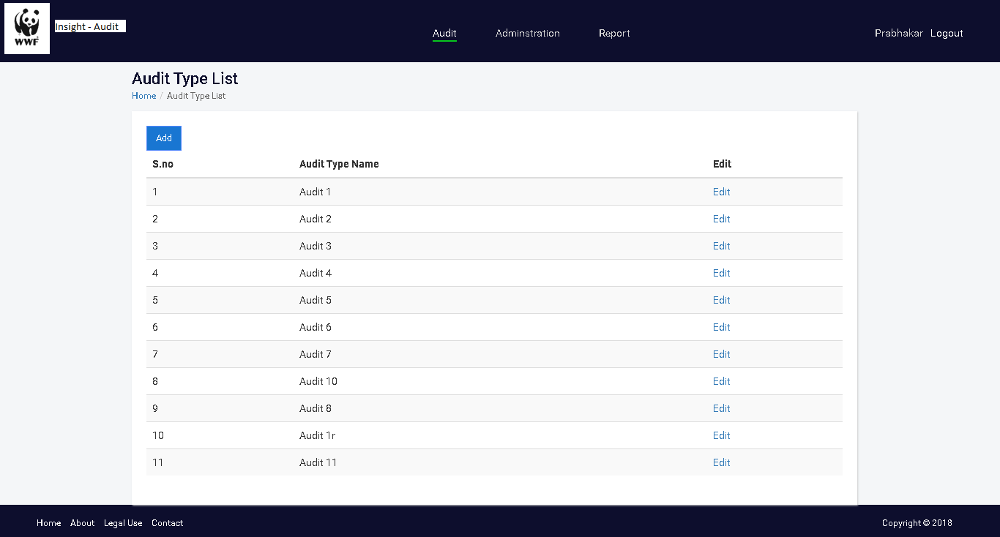 WWF
Insight - Audit
Audit Adminstration Report
Prabhakar Logout
Audit Type List
Home / Audit Type List
Add
S.no Audit Type Name Edit
1 Audit 1 Edit
2 Audit 2 Edit
3 Audit 3 Edit
4 Audit 4 Edit
5 Audit 5 Edit
6 Audit 6 Edit
7 Audit 7 Edit
8 Audit 10 Edit
9 Audit 8 Edit
10 Audit 1r Edit
11 Audit 11 Edit
Home About Legal Use Contact
Copyright © 2018